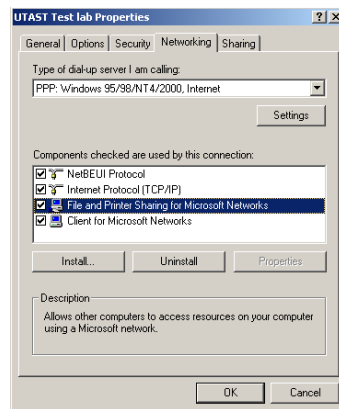 UTAST Test lab Properties
General Options Security Networking Sharing
Type of dial-up server I am calling:
PPP: Windows 95/98/NT4/2000, Internet
Settings
Components checked are used by this connection:
NetBEUI Protocol
Internet Protocol (TCP/IP)
File and Printer Sharing for Microsoft Networks
Client for Microsoft Networks
Install... Uninstall Properties
Description
Allows other computers to access resources on your computer
using a Microsoft network.
OK Cancel